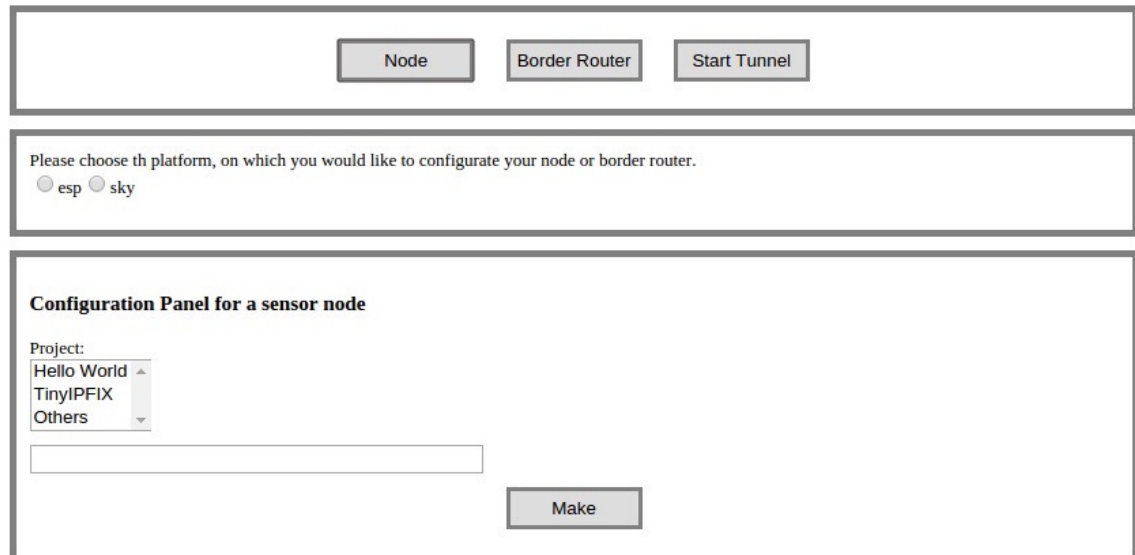 Node Border Router Start Tunnel
Please choose th platform, on which you would like to configurate your node or border router.
esp sky
Configuration Panel for a sensor node
Project:
Hello World
TinyIPFIX
Others
Make